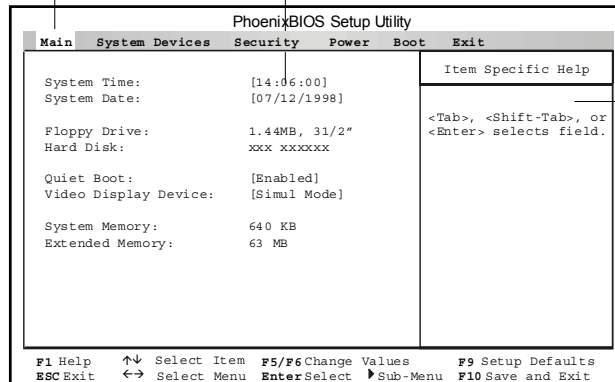 PhoenixBIOS Setup Utility
Main System Devices Security Power Boot Exit
Item Specific Help
System Time: [14:06:00]
System Date: [07/12/1998]
<Tab>, <Shift-Tab>, or
<Enter> selects field.
Floppy Drive: 1.44MB, 31/2″
Hard Disk: xxx xxxxxx
Quiet Boot: [Enabled]
Video Display Device: [Simul Mode]
System Memory: 640 KB
Extended Memory: 63 MB
F1 Help ↑↓ Select Item F5/F6 Change Values F9 Setup Defaults
ESC Exit ←→ Select Menu Enter Select ▶Sub-Menu F10 Save and Exit